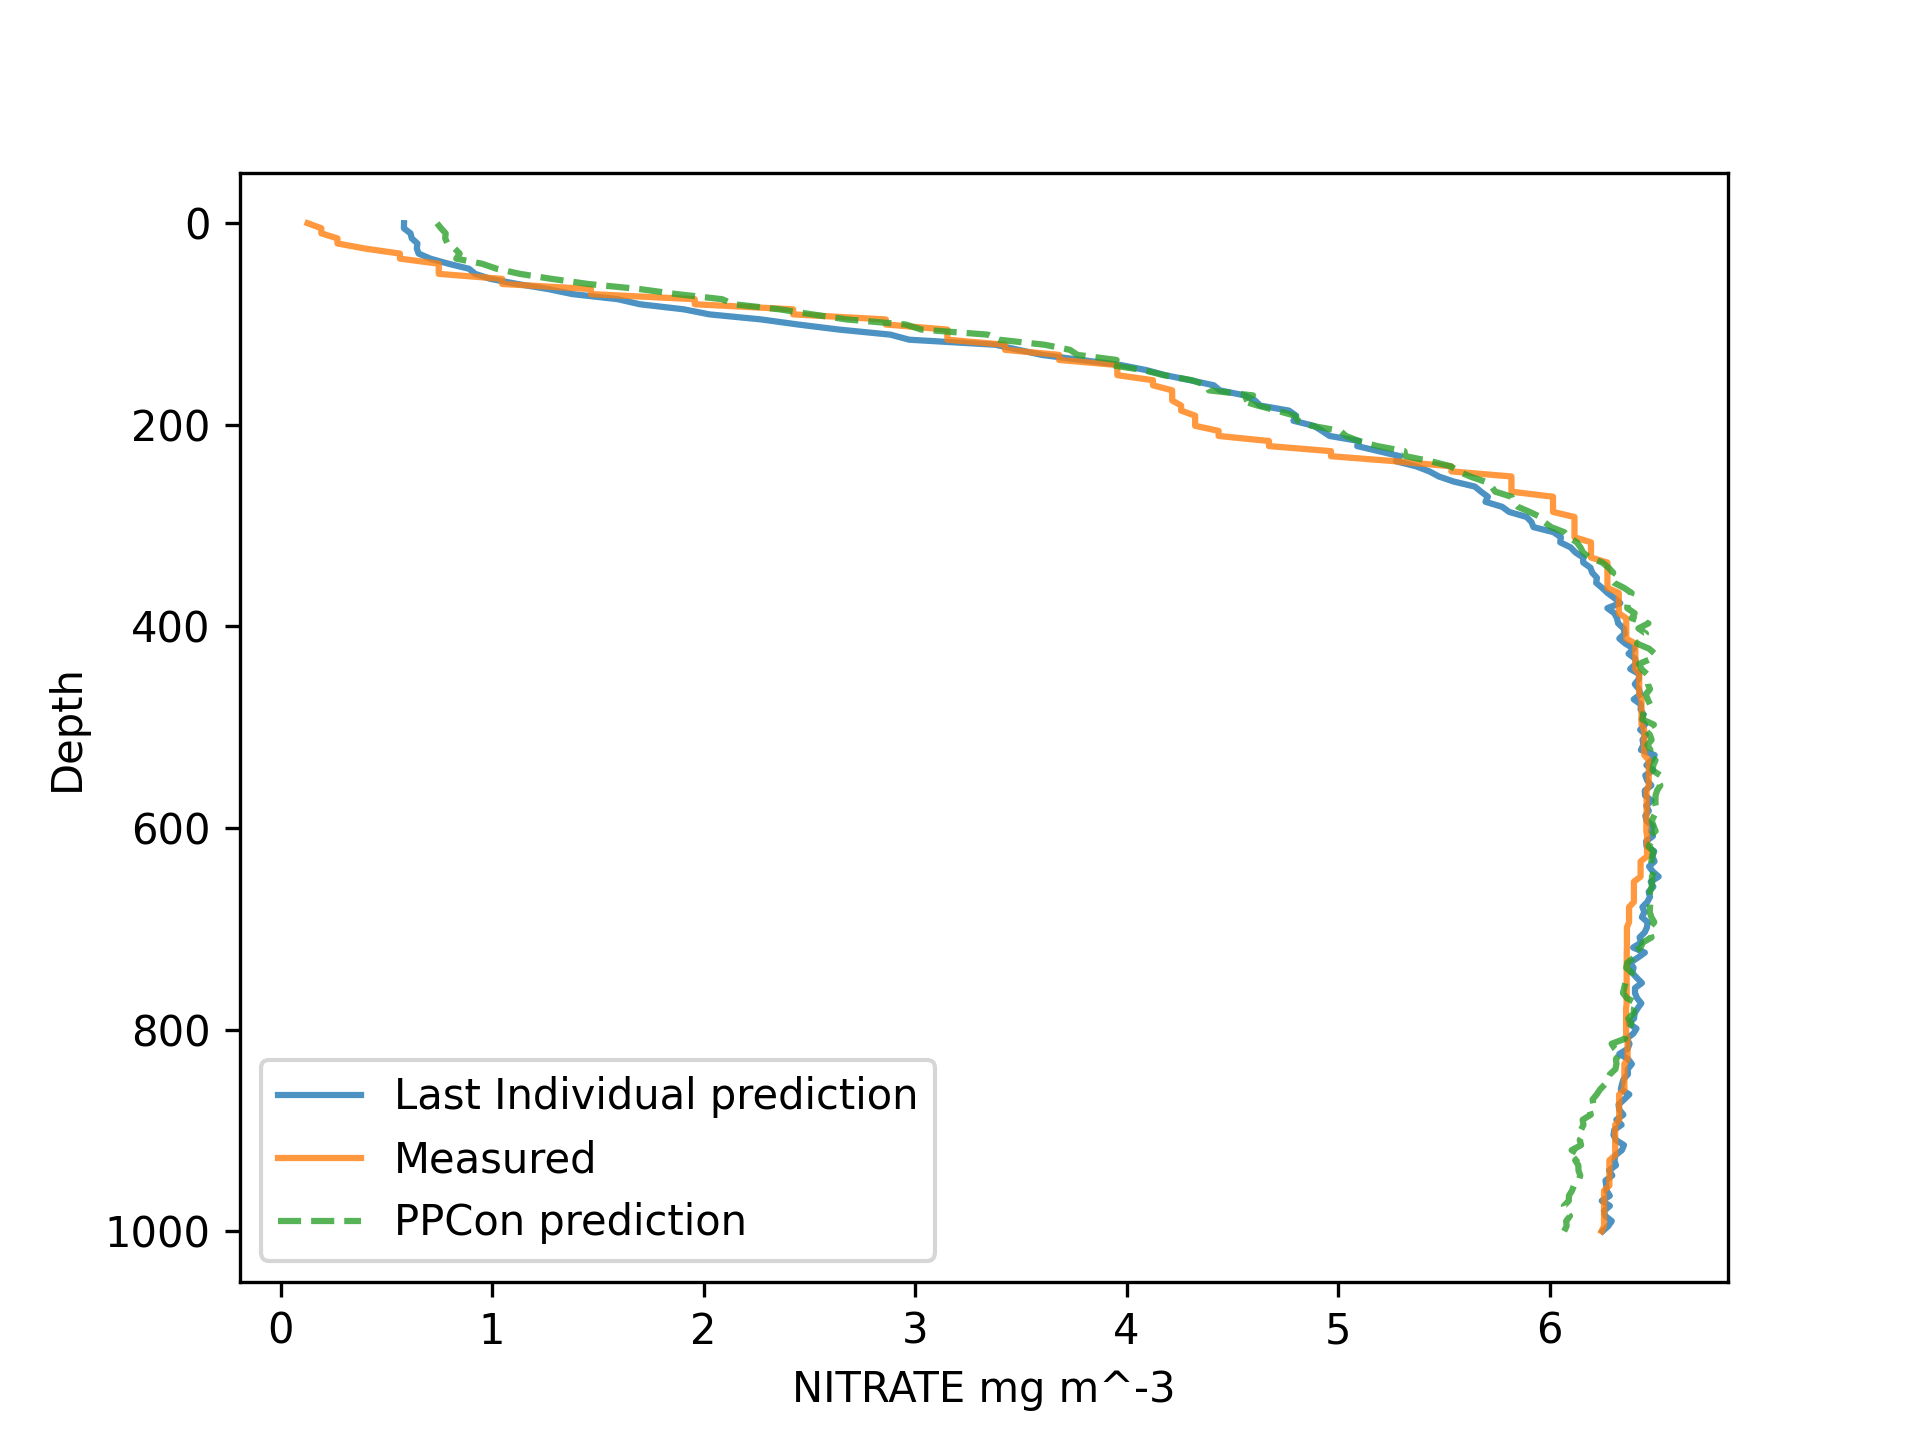 0
200
400
600
800
1000
Depth
Last Individual prediction
Measured
PPCon prediction
0 1 2 3 4 5 6
NITRATE mg m^-3